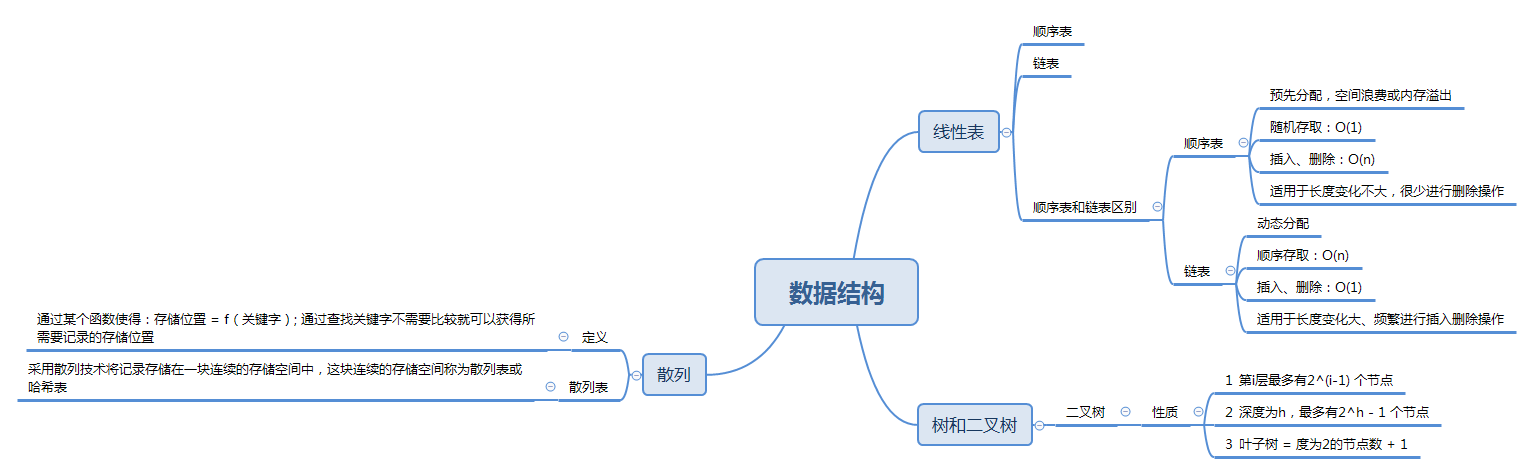 数据结构
线性表
顺序表
链表
顺序表和链表区别
顺序表
预先分配，空间浪费或内存溢出
随机存取：O(1)
插入、删除：O(n)
适用于长度变化不大，很少进行删除操作
链表
动态分配
顺序存取：O(n)
插入、删除：O(1)
适用于长度变化大、频繁进行插入删除操作
树和二叉树
二叉树
性质
1 第i层最多有2^(i-1) 个节点
2 深度为h，最多有2^h - 1 个节点
3 叶子树 = 度为2的节点数 + 1
散列
定义
通过某个函数使得：存储位置 = f ( 关键字 ) ; 通过查找关键字不需要比较就可以获得所
需要记录的存储位置
散列表
采用散列技术将记录存储在一块连续的存储空间中，这块连续的存储空间称为散列表或
哈希表